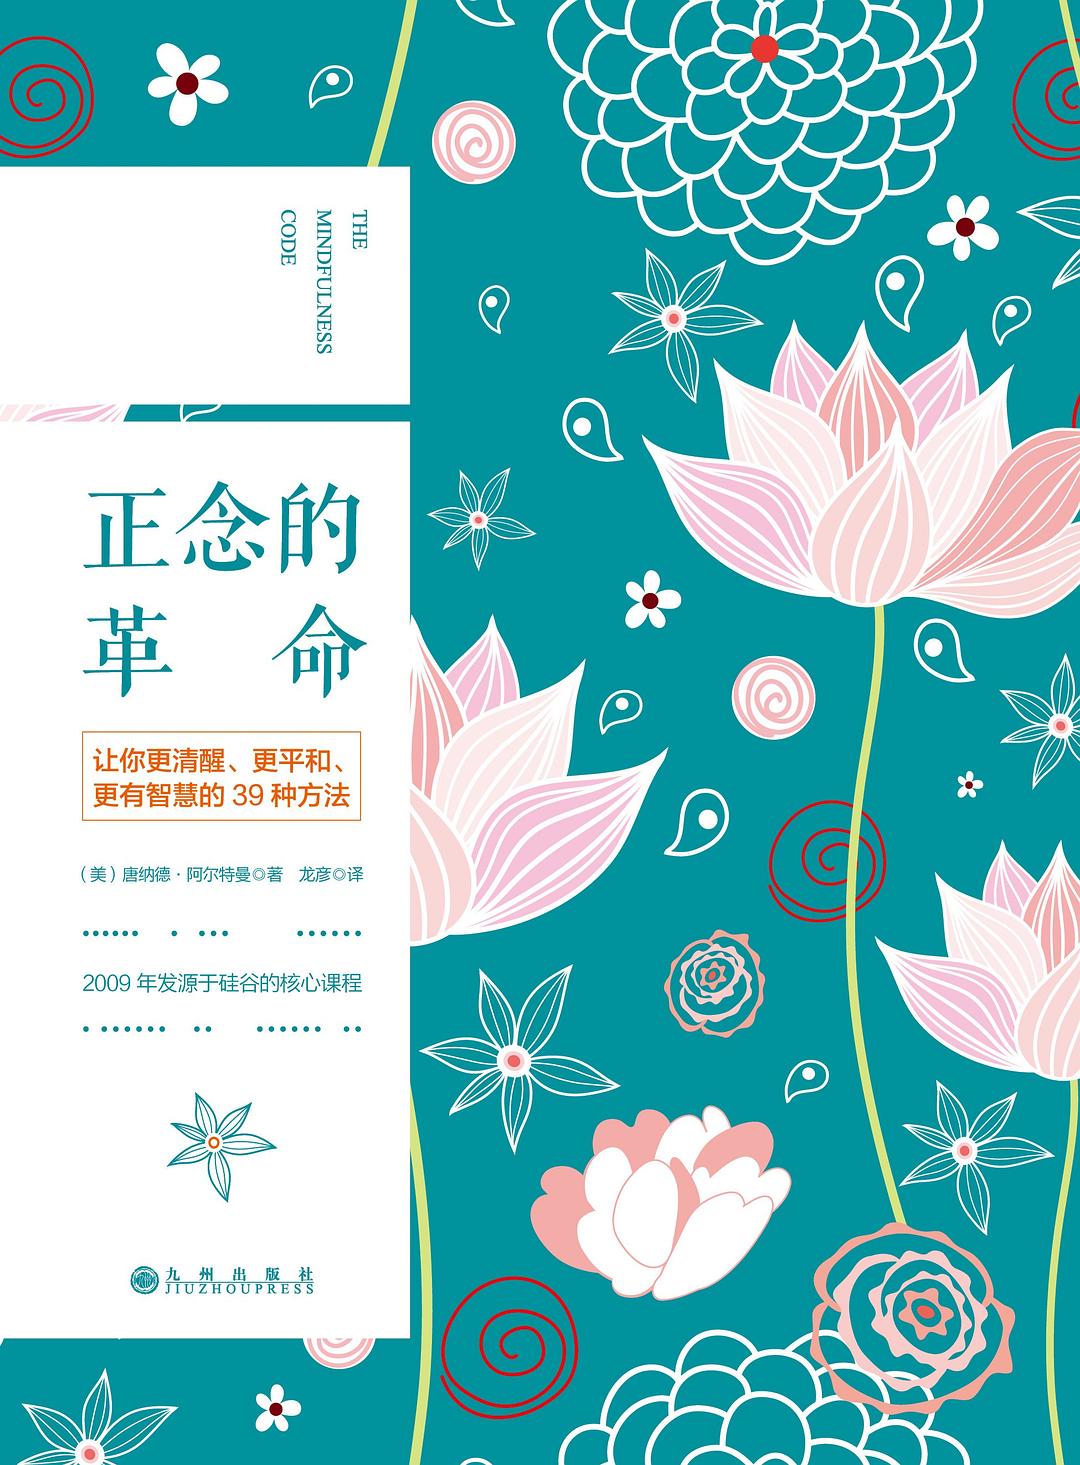 THE
MINDFULNESS
CODE
正念的
革命
让你更清醒、更平和、
更有智慧的 39 种方法
（美）唐纳德·阿尔特曼◎著 龙彦◎译
2009 年发源于硅谷的核心课程
九州出版社
JIUZHOUPRESS